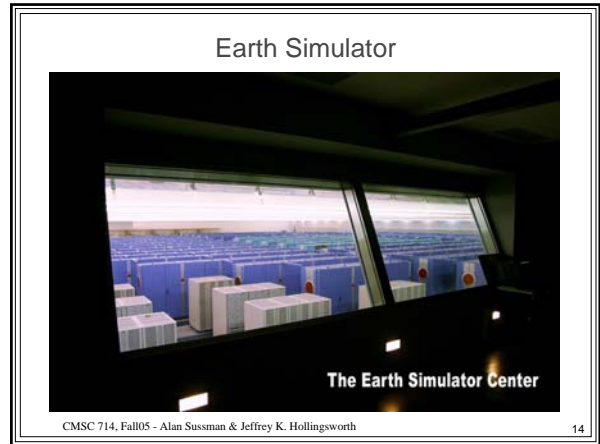 Earth Simulator
The Earth Simulator Center
CMSC 714, Fall05 - Alan Sussman & Jeffrey K. Hollingsworth
14